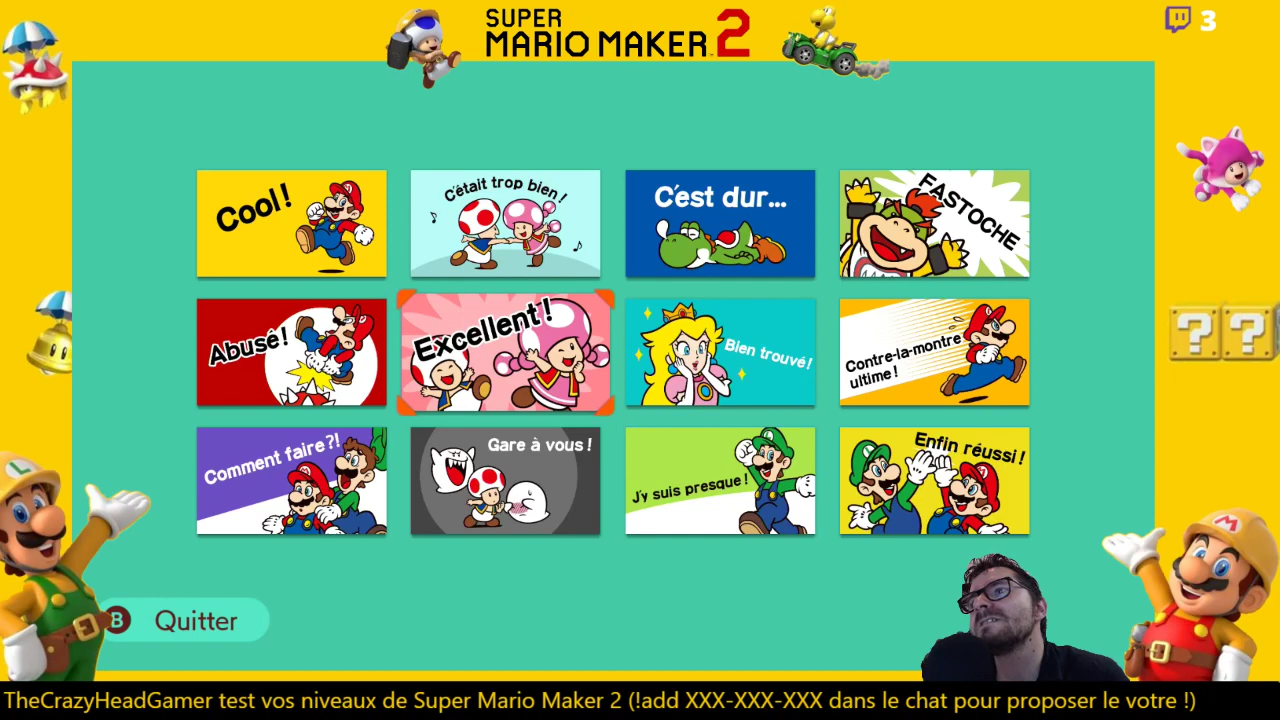 SUPER
MARIO MAKER 2
3
Cool !
C'était trop bien !
C'est dur...
FASTOCHE
Abusé !
Excellent !
Bien trouvé !
Contre-la-montre
ultime !
Comment faire ?!
Gare à vous !
J'y suis presque !
Enfin réussi !
? ?
L
M
B Quitter
TheCrazyHeadGamer test vos niveaux de Super Mario Maker 2 (!add XXX-XXX-XXX dans le chat pour proposer le votre !)